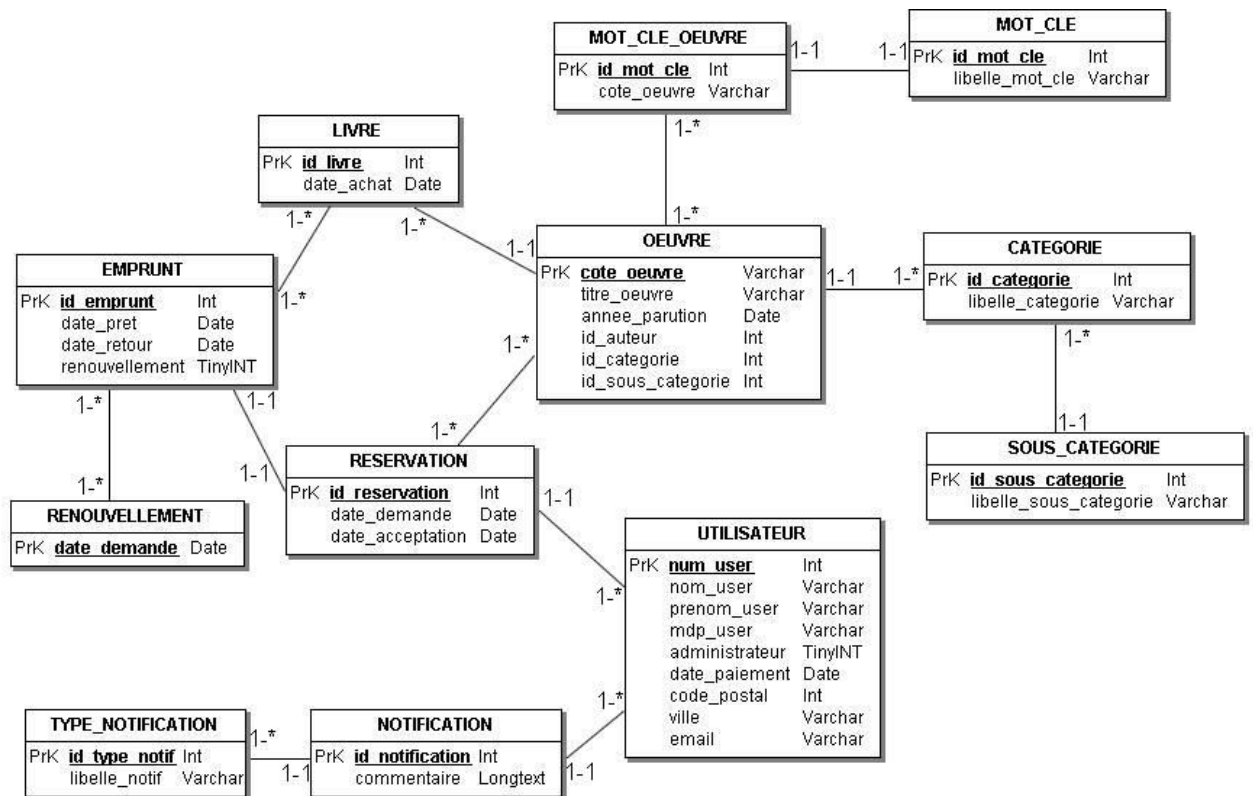 MOT_CLE_OEUVRE
PrK id_mot_cle Int
cote_oeuvre Varchar
1-1
1-1
MOT_CLE
PrK id_mot_cle Int
libelle_mot_cle Varchar
1-*
LIVRE
PrK id_livre Int
date_achat Date
1-*
1-*
1-*
1-1
OEUVRE
PrK cote_oeuvre Varchar
titre_oeuvre Varchar
annee_parution Date
id_auteur Int
id_categorie Int
id_sous_categorie Int
1-1
1-*
CATEGORIE
PrK id_categorie Int
libelle_categorie Varchar
EMPRUNT
PrK id_emprunt Int
date_pret Date
date_retour Date
renouvellement TinyINT
1-*
1-*
1-*
1-*
1-1
1-*
1-1
1-1
SOUS_CATEGORIE
PrK id_sous_categorie Int
libelle_sous_categorie Varchar
RESERVATION
PrK id_reservation Int
date_demande Date
date_acceptation Date
1-*
1-1
RENOUVELLEMENT
PrK date_demande Date
UTILISATEUR
PrK num_user Int
nom_user Varchar
prenom_user Varchar
mdp_user Varchar
administrateur TinyINT
date_paiement Date
code_postal Int
ville Varchar
email Varchar
1-*
1-*
TYPE_NOTIFICATION
PrK id_type_notif Int
libelle_notif Varchar
1-*
1-1
NOTIFICATION
PrK id_notification Int
commentaire Longtext
1-1